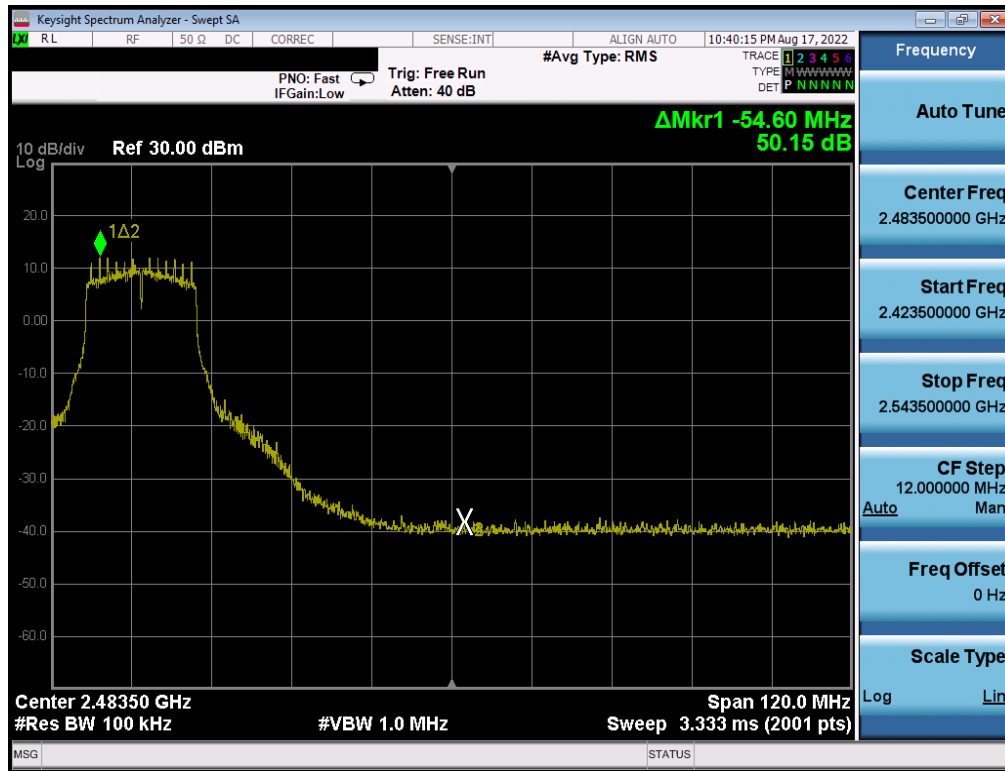 Keysight Spectrum Analyzer - Swept SA
LXI RL RF 50 Ω DC CORREC SENSE:INT ALIGN AUTO 10:40:15 PM Aug 17, 2022
PNO: Fast
IFGain:Low
Trig: Free Run
Atten: 40 dB
#Avg Type: RMS
TRACE 1 2 3 4 5 6
TYPE M WWWWW
DET P N N N N N
ΔMkr1 -54.60 MHz
50.15 dB
10 dB/div Ref 30.00 dBm
Log
20.0
10.0
0.00
-10.0
-20.0
-30.0
-40.0
-50.0
-60.0
1Δ2
X2
Center 2.48350 GHz Span 120.0 MHz
#Res BW 100 kHz #VBW 1.0 MHz Sweep 3.333 ms (2001 pts)
MSG STATUS
Frequency
Auto Tune
Center Freq
2.483500000 GHz
Start Freq
2.423500000 GHz
Stop Freq
2.543500000 GHz
CF Step
12.000000 MHz
Auto Man
Freq Offset
0 Hz
Scale Type
Log Lin